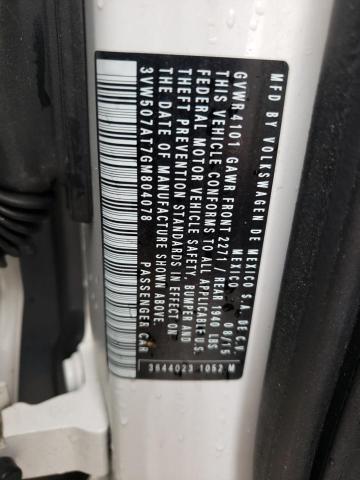 MFD BY VOLKSWAGEN DE MEXICO S.A. DE C.V.
MEXICO 08/15
GVWR 4101 GAWR FRONT 2271 / REAR 1940 LBS
THIS VEHICLE CONFORMS TO ALL APPLICABLE U.S.
FEDERAL MOTOR VEHICLE SAFETY, BUMPER AND
THEFT PREVENTION STANDARDS IN EFFECT ON
THE DATE OF MANUFACTURE SHOWN ABOVE
3VW507AT7GM804078 PASSENGER CAR
3644023 1052 M